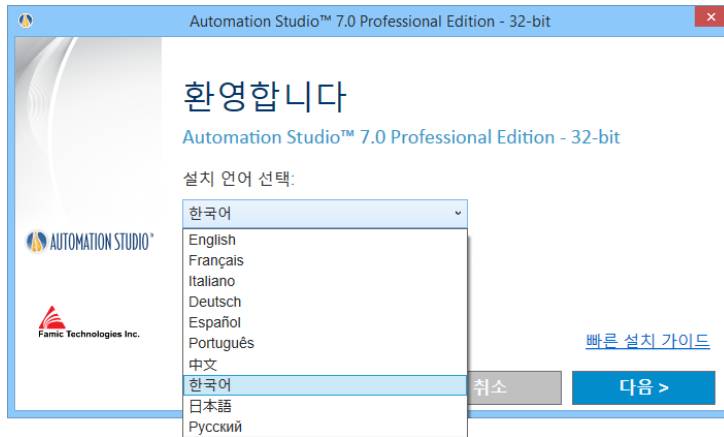 Automation Studio™ 7.0 Professional Edition - 32-bit
환영합니다
Automation Studio™ 7.0 Professional Edition - 32-bit
설치 언어 선택:
한국어
AUTOMATION STUDIO™
English
Français
Italiano
Deutsch
Español
Famic Technologies Inc.
Português
빠른 설치 가이드
中文
한국어
취소
다음 >
日本語
Русский